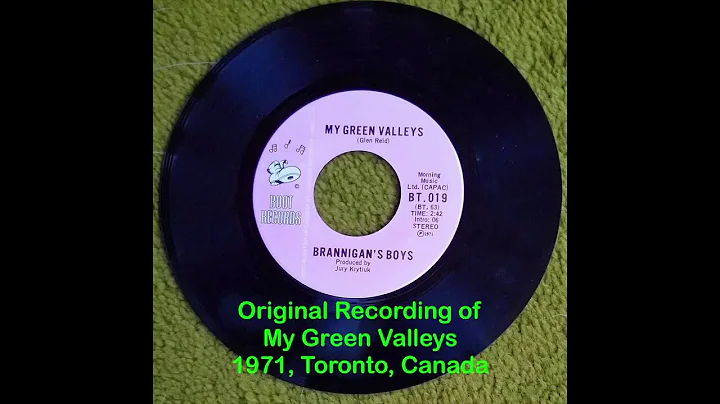 MY GREEN VALLEYS
(Glen Reid)
Morning
Music
Ltd. (CAPAC)
BT.019
(BT. 63)
TIME: 2:42
Intro: 06
STEREO
Ⓟ1971
©
BOOT
RECORDS
BRANNIGAN'S BOYS
Produced by
Jury Krytiuk
Original Recording of
My Green Valleys
1971, Toronto, Canada